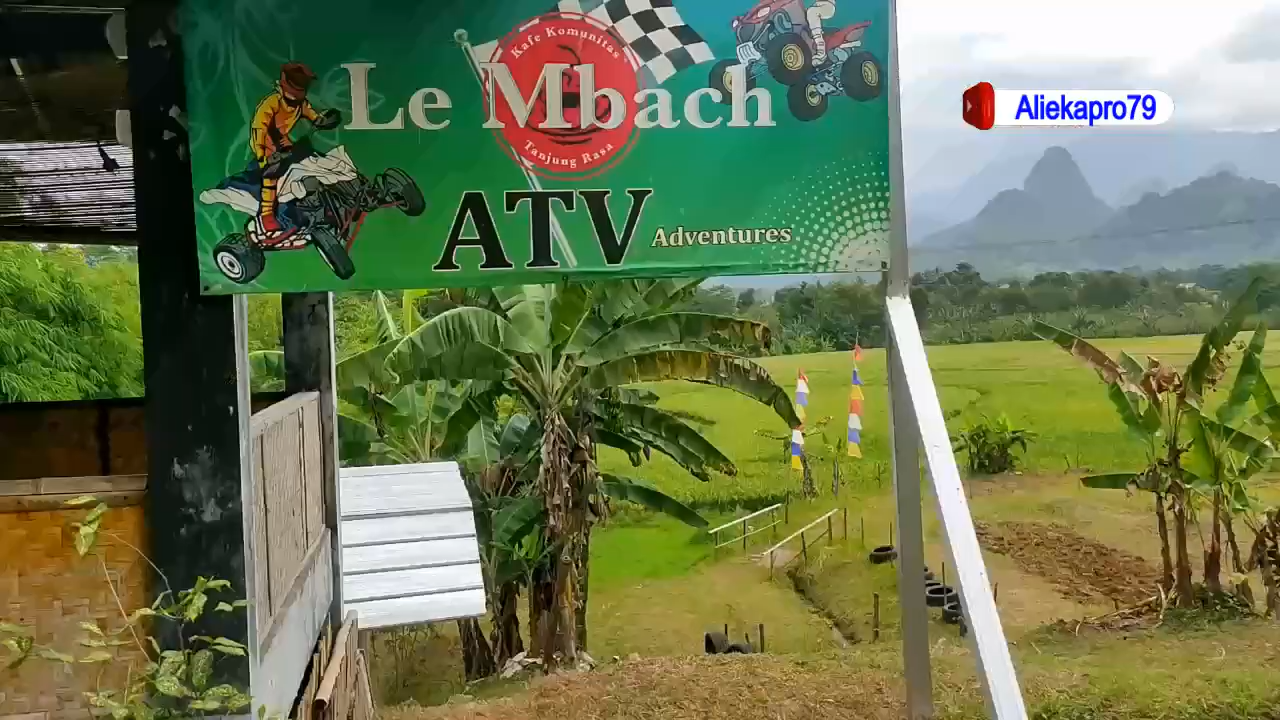 Kafe Komunitas
Le Mbach
Tanjung Rasa
ATV Adventures
Aliekapro79